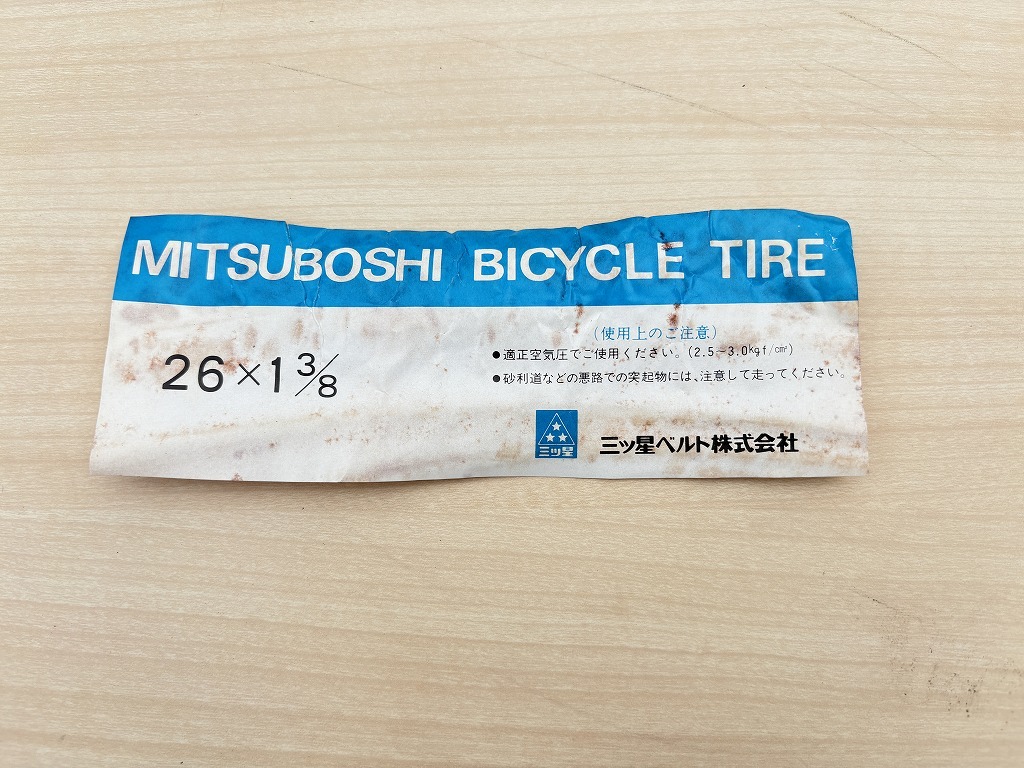 MITSUBOSHI BICYCLE TIRE
26×1 3/8
(使用上のご注意)
●適正空気圧でご使用ください。(2.5-3.0kgf/cm²)
●砂利道などの悪路での突起物には、注意して走ってください。
三ツ星
三ツ星ベルト株式会社